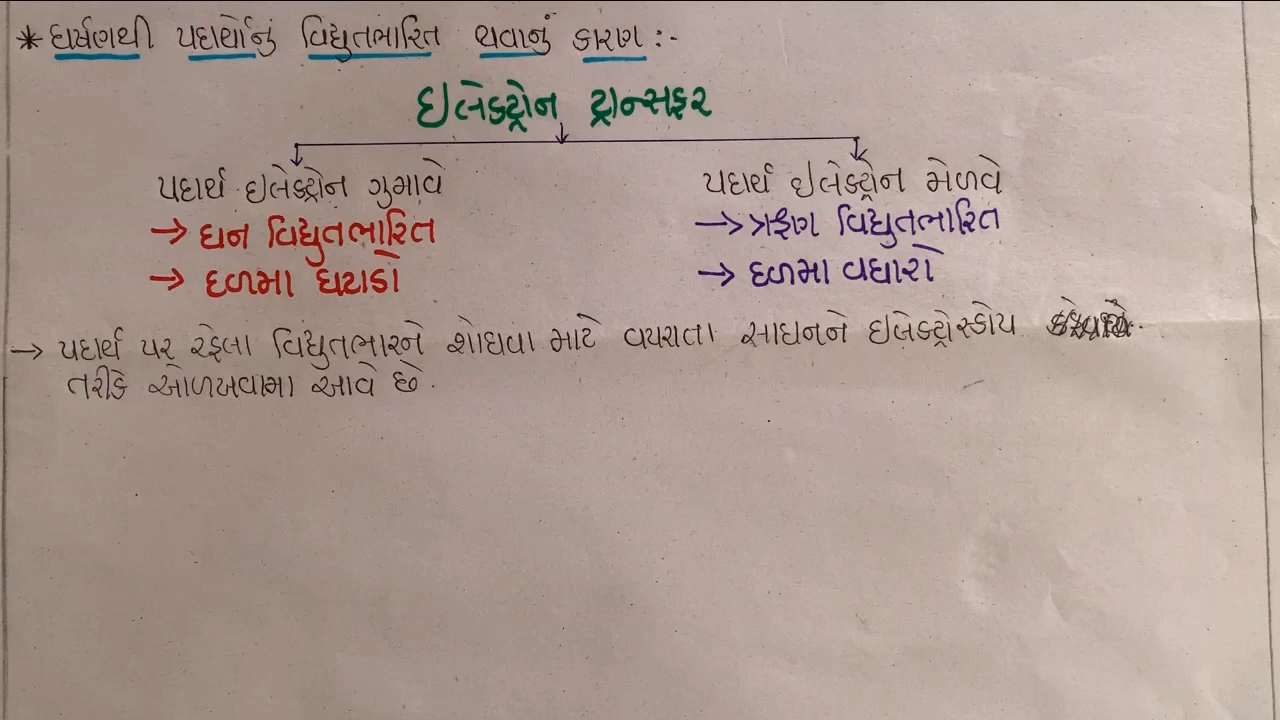 * ઘર્ષણથી પદાર્થોનું વિદ્યુતભારિત થવાનું કારણ :-
ઇલેક્ટ્રોન ટ્રાન્સફર
પદાર્થ ઇલેક્ટ્રોન ગુમાવે
→ ઘન વિદ્યુતભારિત
→ દળમા ઘટાડો
પદાર્થ ઇલેક્ટ્રોન મેળવે
→ ઋણ વિદ્યુતભારિત
→ દળમા વધારો
→ પદાર્થ પર રહેલા વિદ્યુતભારને શોધવા માટે વપરાતા સાધનને ઇલેક્ટ્રોસ્કોપ
તરીકે ઓળખવામા આવે છે.